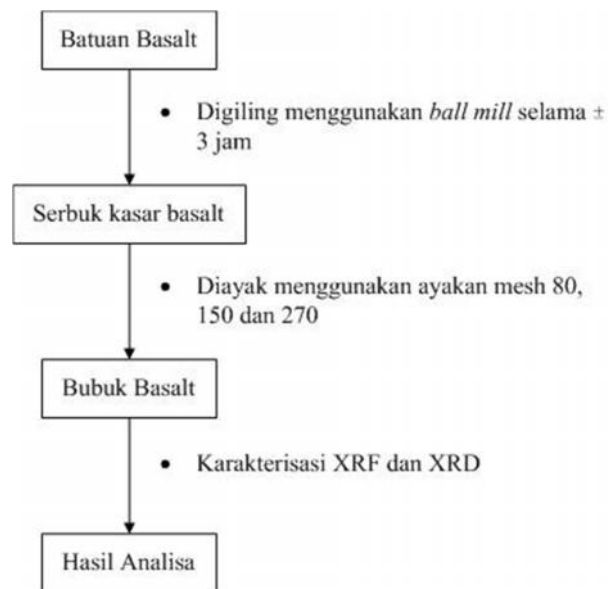 Batuan Basalt
• Digiling menggunakan ball mill selama ±
3 jam
Serbuk kasar basalt
• Diayak menggunakan ayakan mesh 80,
150 dan 270
Bubuk Basalt
• Karakterisasi XRF dan XRD
Hasil Analisa